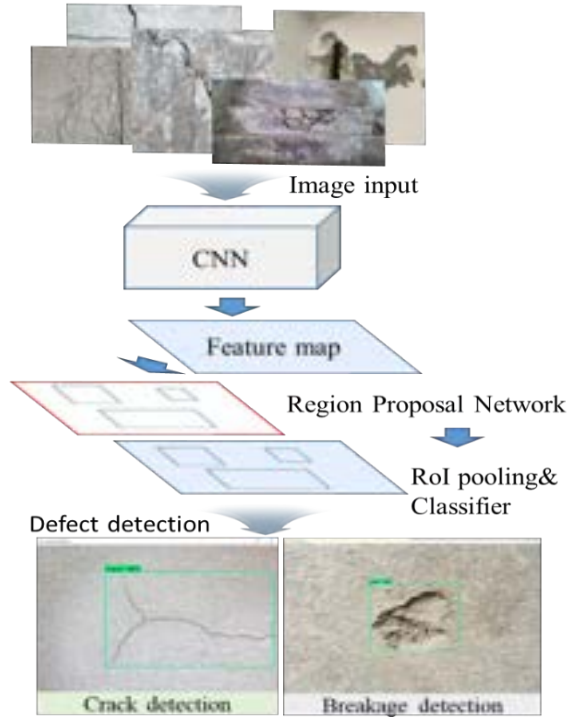 Image input
CNN
Feature map
Region Proposal Network
RoI pooling&
Classifier
Defect detection
Crack detection
Breakage detection